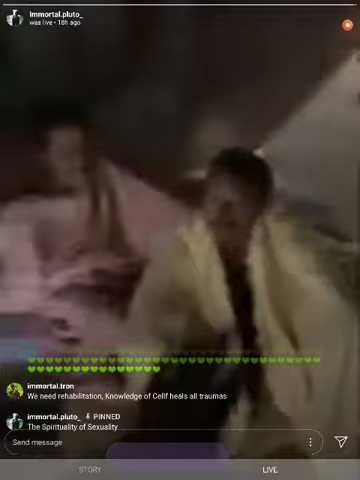 immortal.pluto_
was live • 18h ago
immortal.tron
We need rehabilitation, Knowledge of Cellf heals all traumas
immortal.pluto_ PINNED
The Spirituality of Sexuality
Send message
STORY LIVE